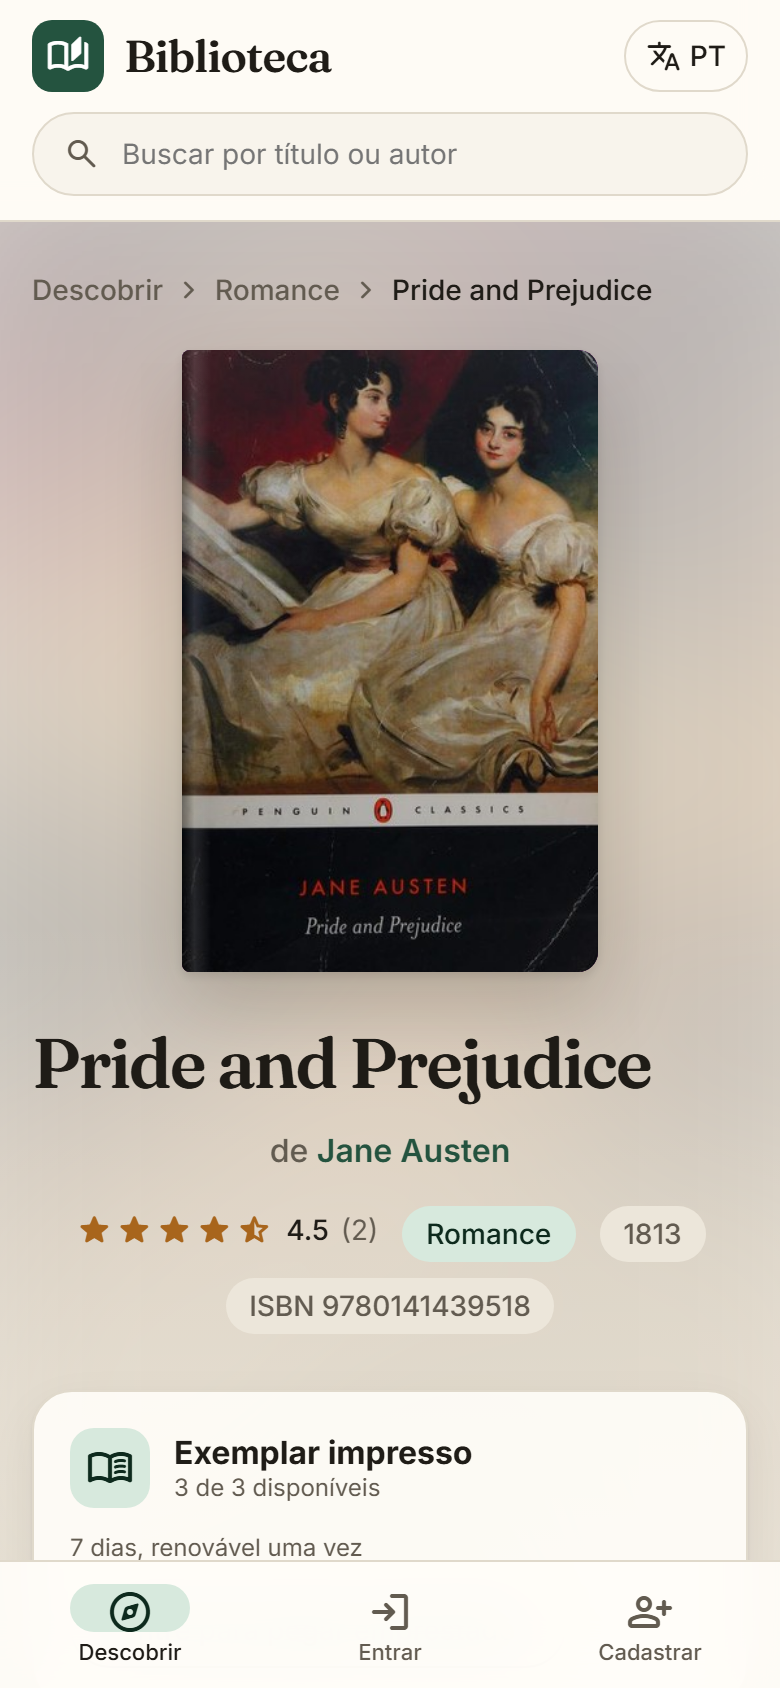 Biblioteca
PT
Buscar por título ou autor
Descobrir > Romance > Pride and Prejudice
PENGUIN CLASSICS
JANE AUSTEN
Pride and Prejudice
Pride and Prejudice
de Jane Austen
4.5 (2) Romance 1813
ISBN 9780141439518
Exemplar impresso
3 de 3 disponíveis
7 dias, renovável uma vez
Descobrir
Entrar
Cadastrar